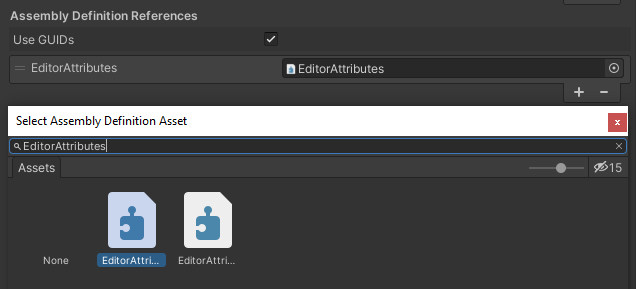 Assembly Definition References
Use GUIDs
EditorAttributes
EditorAttributes
Select Assembly Definition Asset
x
EditorAttributes
Assets
15
None
EditorAttri...
EditorAttri...